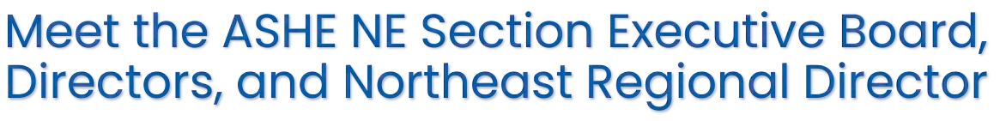 Meet the ASHE NE Section Executive Board,
Directors, and Northeast Regional Director